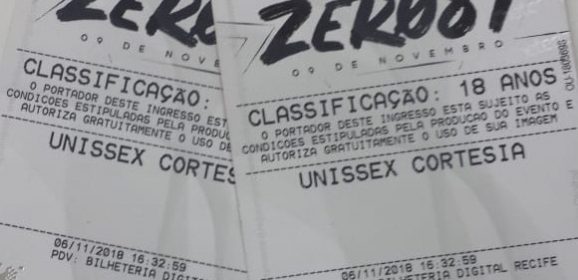 09 DE NOVE
CLASSIFICAÇÃO:
O PORTADOR DESTE INGRESSO EST
CONDICOES ESTIPULADAS PELA PRODUC
AUTORIZA GRATUITAMENTE O USO DE
UNISSEX CORTES
06/11/2018 16:32:59
PDV: BILHETERIA DIGITA
09 DE NOVEMBRO
CLASSIFICAÇÃO: 18 ANOS
O PORTADOR DESTE INGRESSO ESTA SUJEITO AS
CONDICOES ESTIPULADAS PELA PRODUCAO DO EVENTO E
AUTORIZA GRATUITAMENTE O USO DE SUA IMAGEM
UNISSEX CORTESIA
06/11/2018 16:32:59
PDV: BILHETERIA DIGITAL RECIFE